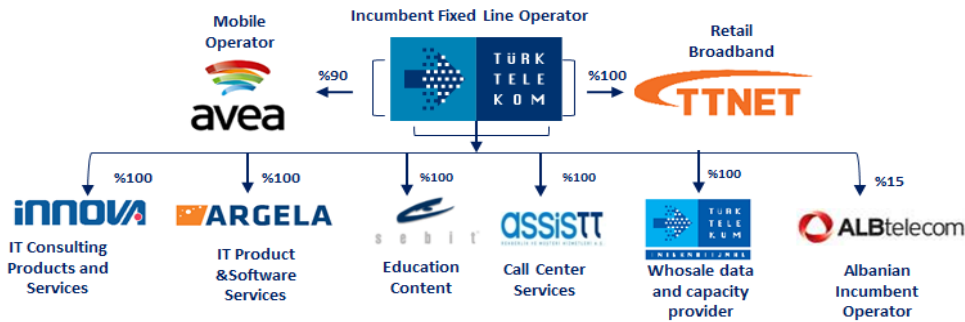 Mobile
Operator
Incumbent Fixed Line Operator
Retail
Broadband
%90
TÜRK
TELE
KOM
%100
avea
TTNET
%100
%100
%100
%100
%100
%15
innova
ARGELA
sebit
assisTT
TÜRK
TELE
KOM
INTERNATIONAL
ALBtelecom
IT Consulting
Products and
Services
IT Product
&Software
Services
Education
Content
Call Center
Services
Whosale data
and capacity
provider
Albanian
Incumbent
Operator